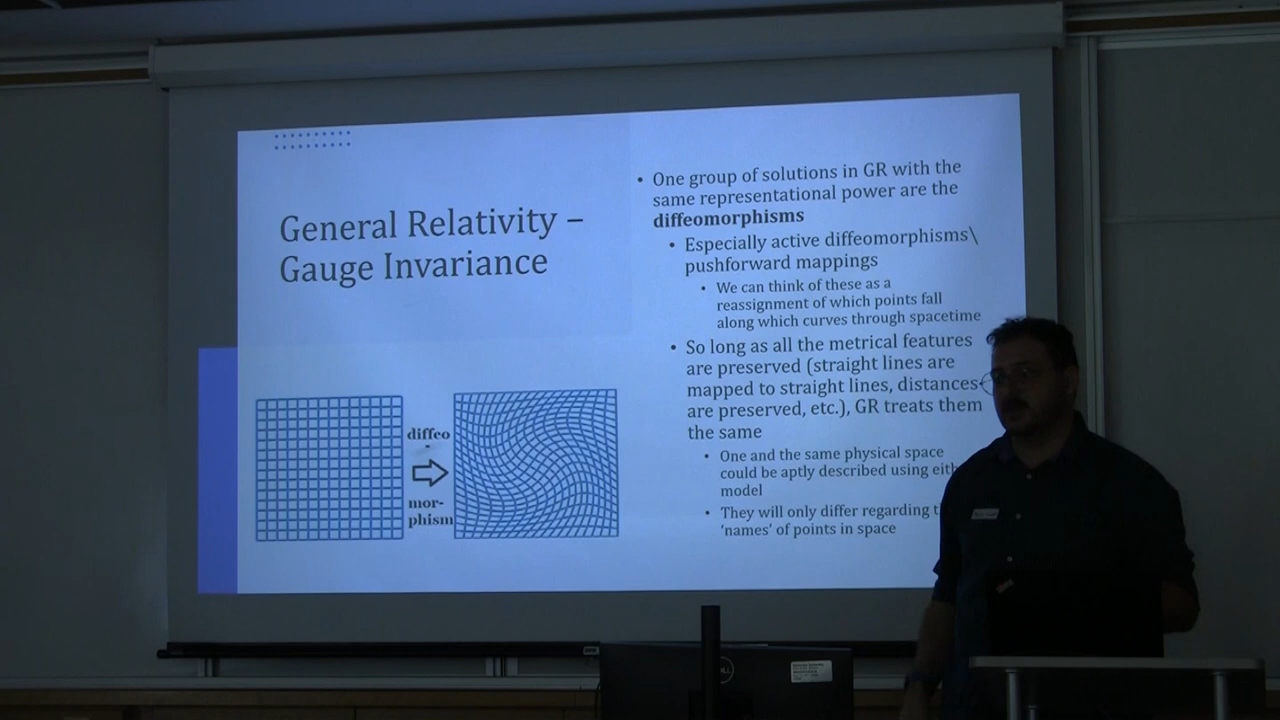 General Relativity –
Gauge Invariance
diffeo
-
mor-
phism
• One group of solutions in GR with the
same representational power are the
diffeomorphisms
• Especially active diffeomorphisms\
pushforward mappings
• We can think of these as a
reassignment of which points fall
along which curves through spacetime
• So long as all the metrical features
are preserved (straight lines are
mapped to straight lines, distances
are preserved, etc.), GR treats them
the same
• One and the same physical space
could be aptly described using
model
• They will only differ regarding
'names' of points in space
DELL